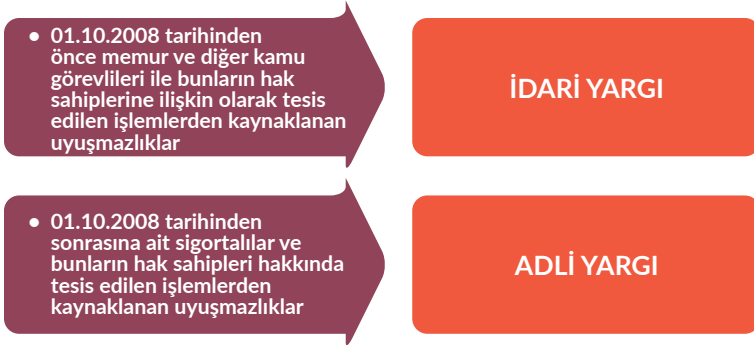 • 01.10.2008 tarihinden
önce memur ve diğer kamu
görevlileri ile bunların hak
sahiplerine ilişkin olarak tesis
edilen işlemlerden kaynaklanan
uyuşmazlıklar
İDARİ YARGI
• 01.10.2008 tarihinden
sonrasına ait sigortalılar ve
bunların hak sahipleri hakkında
tesis edilen işlemlerden
kaynaklanan uyuşmazlıklar
ADLİ YARGI